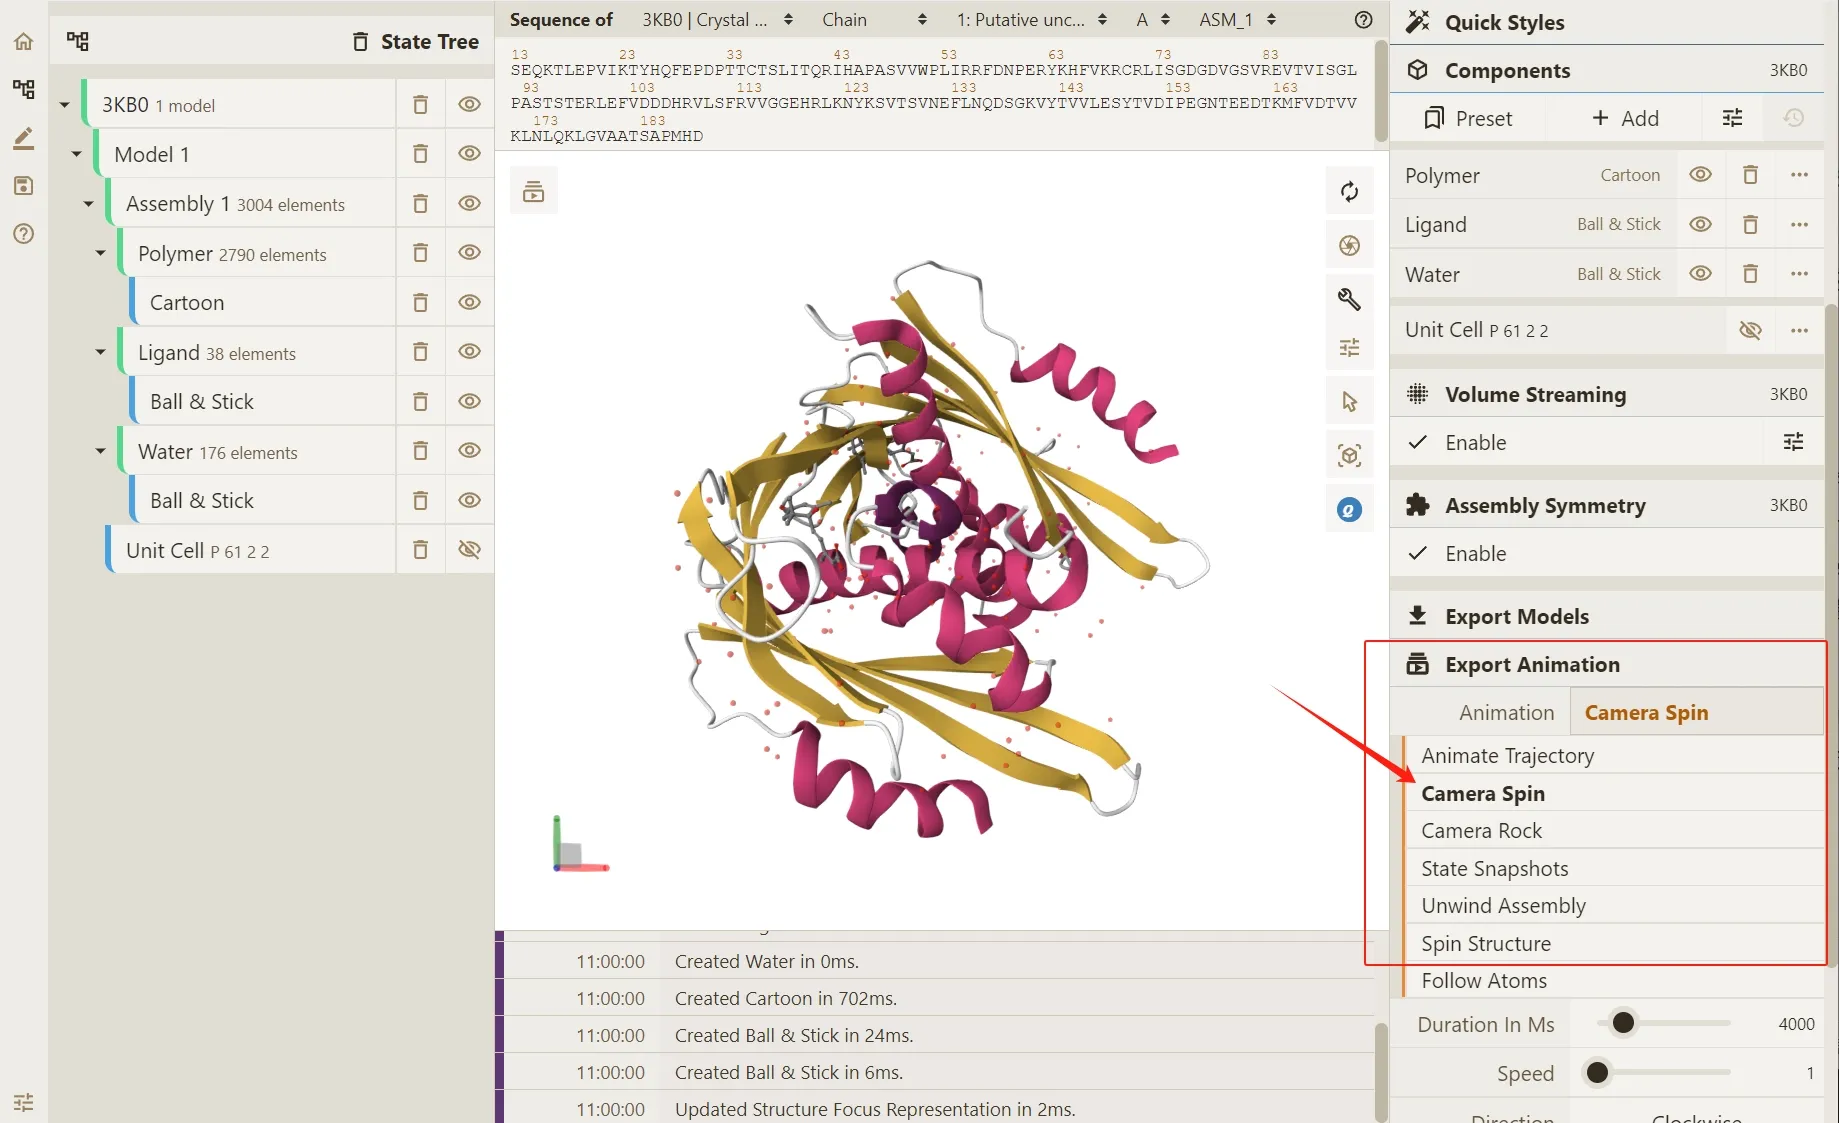 State Tree
3KB0 1 model
Model 1
Assembly 1 3004 elements
Polymer 2790 elements
Cartoon
Ligand 38 elements
Ball & Stick
Water 176 elements
Ball & Stick
Unit Cell P 61 2 2
Sequence of 3KB0 | Crystal ... Chain 1: Putative unc... A ASM_1
13 23 33 43 53 63 73 83
SEQKTLEPVIKTYHQFEPDPTTCTSLITQRIHAPASVVWPLIRRFDNPERYKHFVKRCRLISGDGDVGSVREVTVISGL
93 103 113 123 133 143 153 163
PASTSTERLEFVDDDHRVLSFRVVGGEHRLKNYKSVTSVNEFLNQDSGKVYTVVLESYTVDIPEGNTEEDTKMFVDTVV
173 183
KLNLQKLGVAATSAPMHD
Q
11:00:00 Created Water in 0ms.
11:00:00 Created Cartoon in 702ms.
11:00:00 Created Ball & Stick in 24ms.
11:00:00 Created Ball & Stick in 6ms.
11:00:00 Updated Structure Focus Representation in 2ms.
Quick Styles
Components 3KB0
Preset + Add
Polymer Cartoon
Ligand Ball & Stick
Water Ball & Stick
Unit Cell P 61 2 2
Volume Streaming 3KB0
Enable
Assembly Symmetry 3KB0
Enable
Export Models
Export Animation
Animation Camera Spin
Animate Trajectory
Camera Spin
Camera Rock
State Snapshots
Unwind Assembly
Spin Structure
Follow Atoms
Duration In Ms 4000
Speed 1
Direction Clockwise